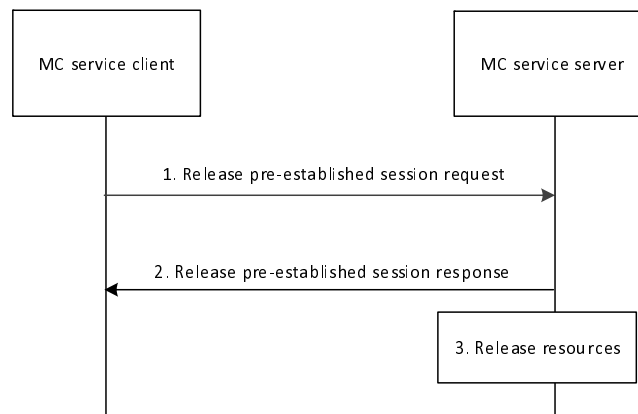 MC service client
MC service server
1. Release pre-established session request
2. Release pre-established session response
3. Release resources